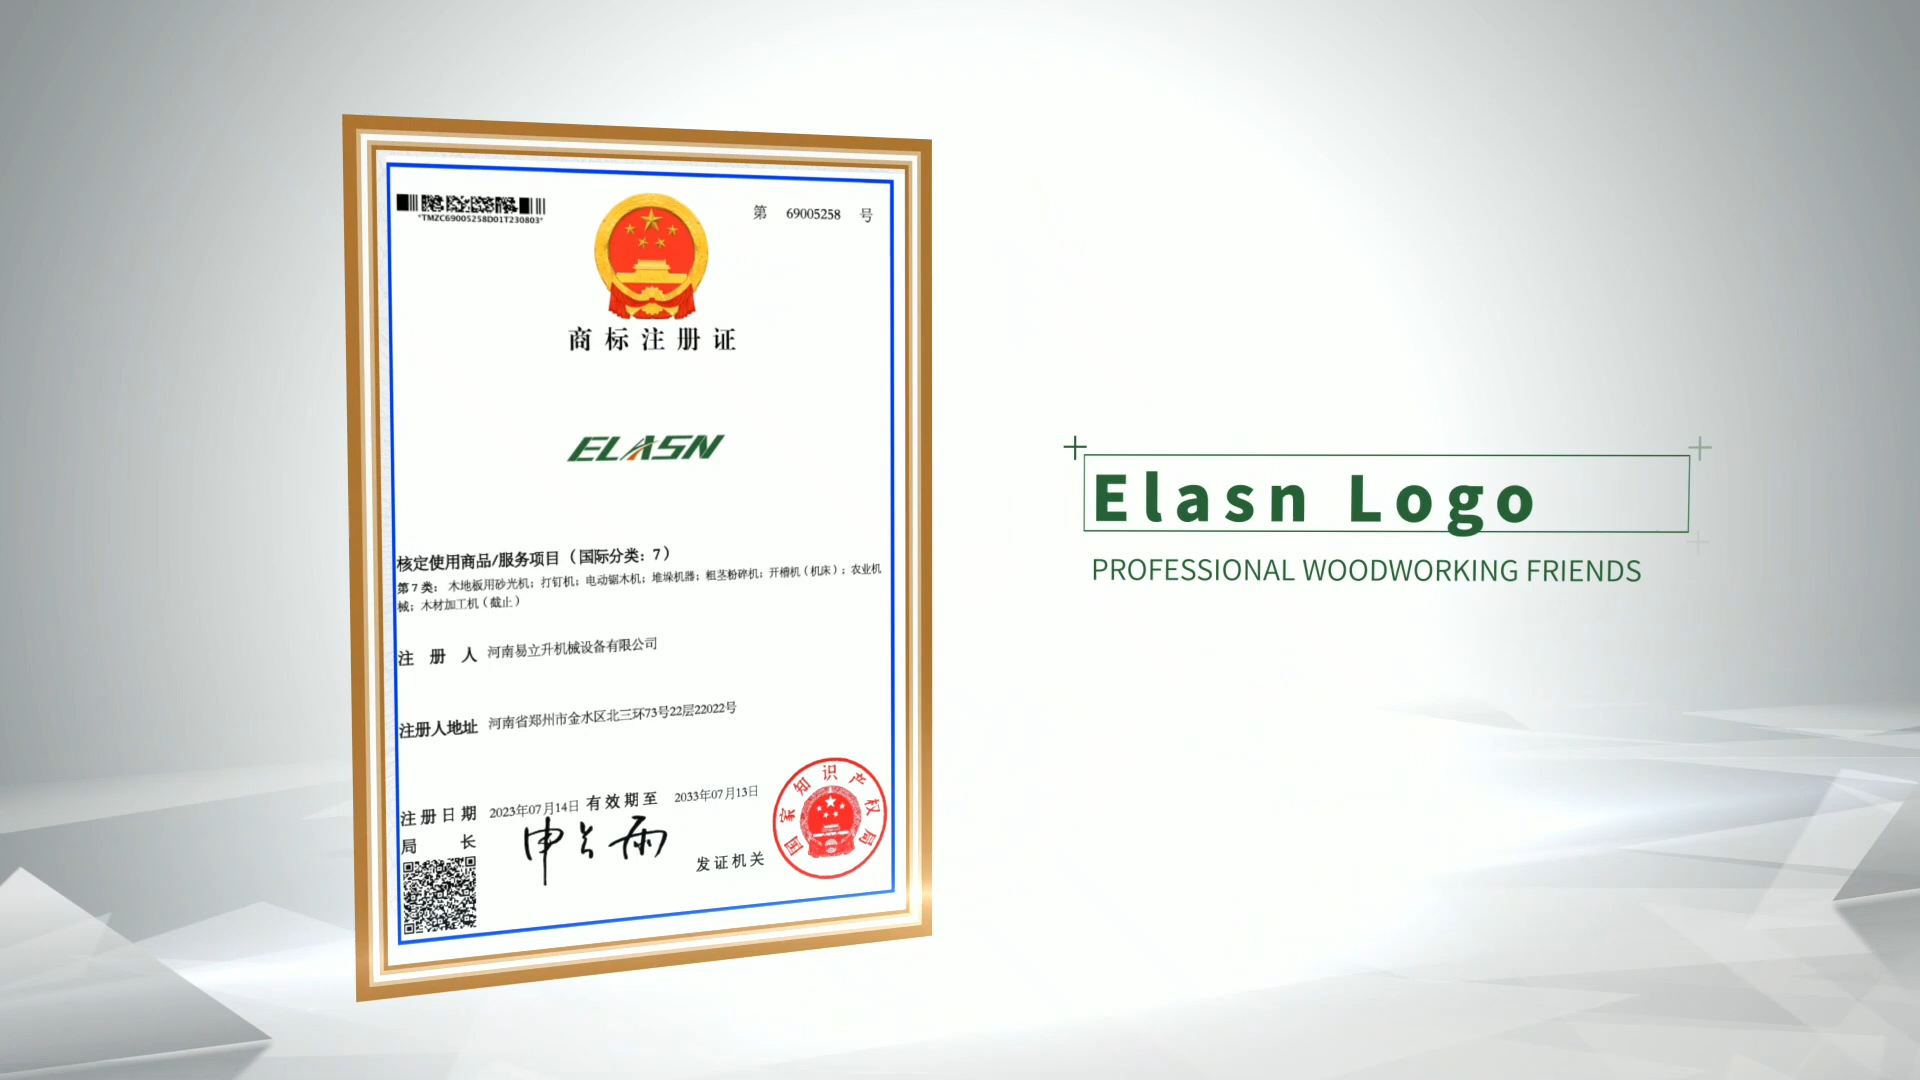 *TMZC69005258D01T230803*
第 69005258 号
商标注册证
ELASN
核定使用商品/服务项目（国际分类：7）
第7类：木地板用砂光机；打钉机；电动锯木机；堆垛机器；粗茎粉碎机；开槽机（机床）；农业机
械；木材加工机（截止）
注册人 河南易立升机械设备有限公司
注册人地址 河南省郑州市金水区北三环73号22层22022号
注册日期 2023年07月14日 有效期至 2033年07月13日
局长 申长雨
发证机关
国家知识产权局
Elasn Logo
PROFESSIONAL WOODWORKING FRIENDS